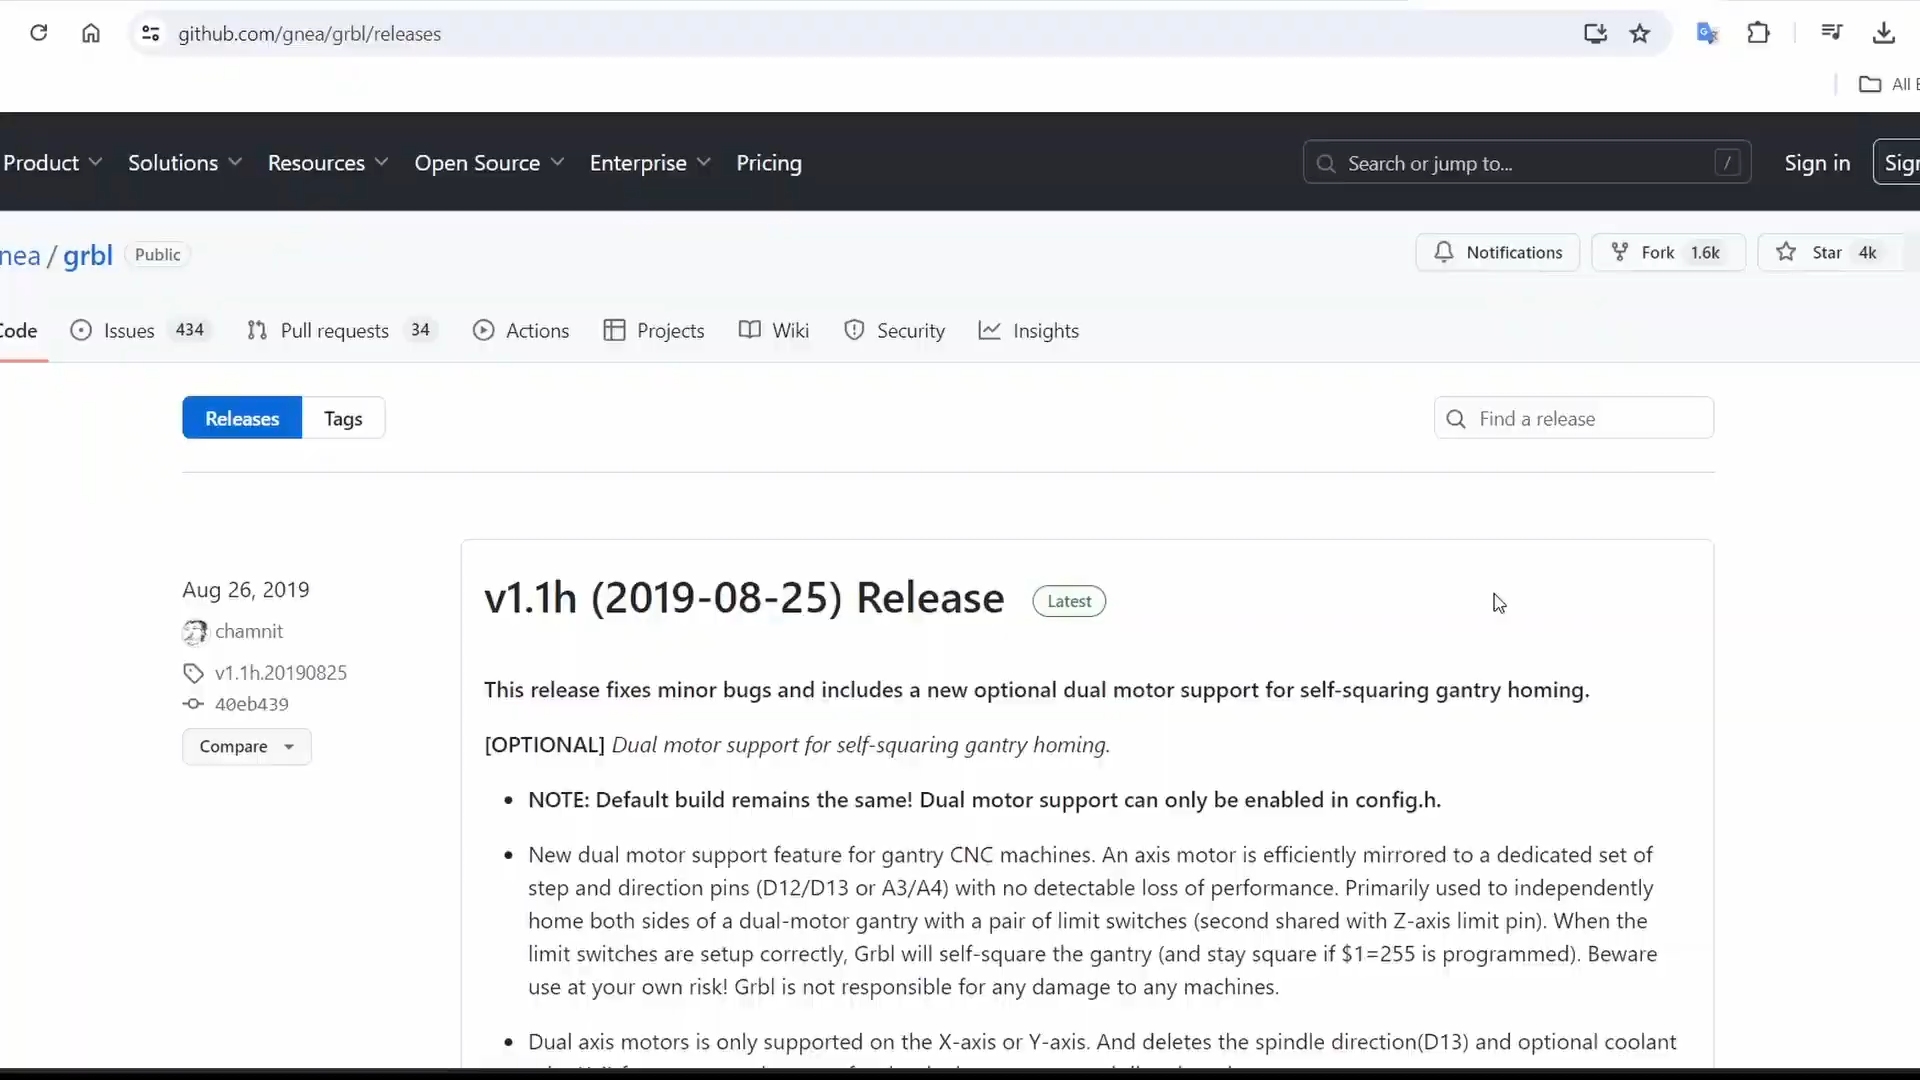 github.com/gnea/grbl/releases
All
Product Solutions Resources Open Source Enterprise Pricing Search or jump to... / Sign in
/ grbl Public Notifications Fork 1.6k Star 4k
Issues 434 Pull requests 34 Actions Projects Wiki Security Insights
Releases Tags Find a release
Aug 26, 2019
chamnit
v1.1h.20190825
40eb439
Compare
v1.1h (2019-08-25) Release Latest
This release fixes minor bugs and includes a new optional dual motor support for self-squaring gantry homing.
[OPTIONAL] Dual motor support for self-squaring gantry homing.
• NOTE: Default build remains the same! Dual motor support can only be enabled in config.h.
• New dual motor support feature for gantry CNC machines. An axis motor is efficiently mirrored to a dedicated set of
step and direction pins (D12/D13 or A3/A4) with no detectable loss of performance. Primarily used to independently
home both sides of a dual-motor gantry with a pair of limit switches (second shared with Z-axis limit pin). When the
limit switches are setup correctly, Grbl will self-square the gantry (and stay square if $1=255 is programmed). Beware
use at your own risk! Grbl is not responsible for any damage to any machines.
• Dual axis motors is only supported on the X-axis or Y-axis. And deletes the spindle direction(D13) and optional coolant